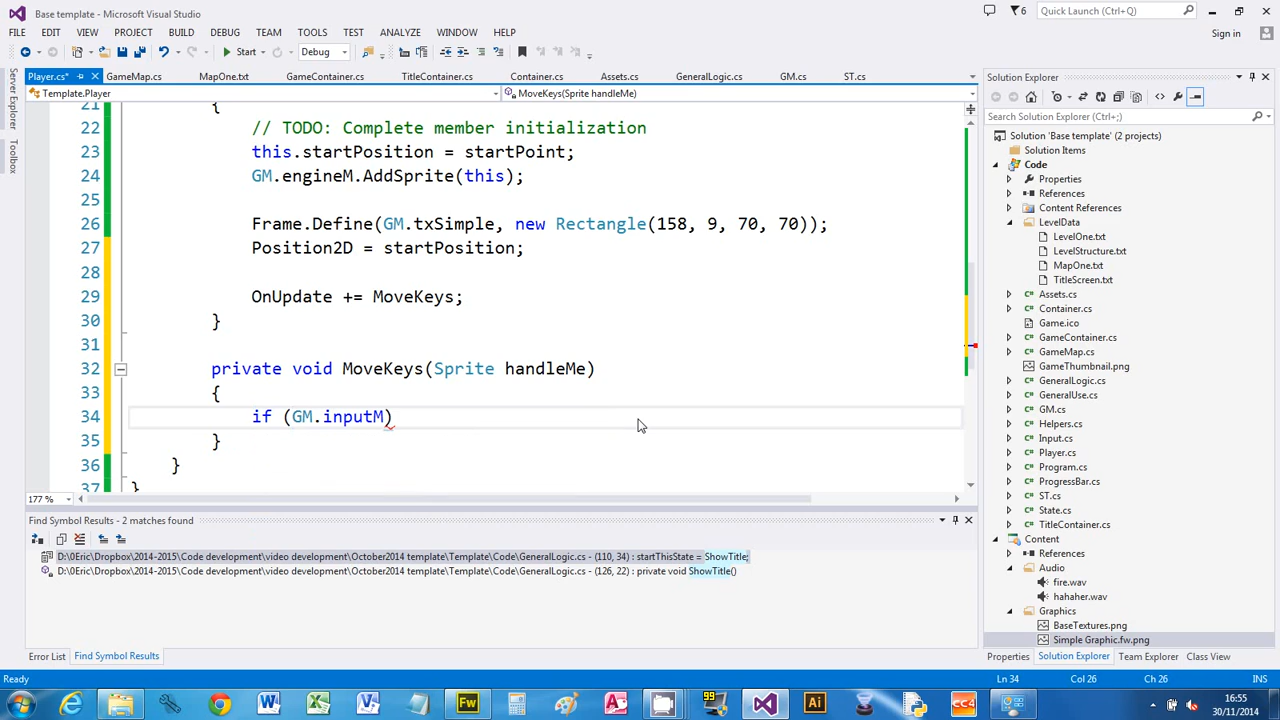 Base template - Microsoft Visual Studio
6
Quick Launch (Ctrl+Q)
FILE EDIT VIEW PROJECT BUILD DEBUG TEAM TOOLS TEST ANALYZE WINDOW HELP
Sign in
Start Debug
Player.cs* GameMap.cs MapOne.txt GameContainer.cs TitleContainer.cs Container.cs Assets.cs GeneralLogic.cs GM.cs ST.cs
Template.Player MoveKeys(Sprite handleMe)
Server Explorer
Toolbox
21 {
22 // TODO: Complete member initialization
23 this.startPosition = startPoint;
24 GM.engineM.AddSprite(this);
25
26 Frame.Define(GM.txSimple, new Rectangle(158, 9, 70, 70));
27 Position2D = startPosition;
28
29 OnUpdate += MoveKeys;
30 }
31
32 private void MoveKeys(Sprite handleMe)
33 {
34 if (GM.inputM)
35 }
36 }
37 }
177 %
Find Symbol Results - 2 matches found
D:\0Eric\Dropbox\2014-2015\Code development\video development\October2014 template\Template\Code\GeneralLogic.cs - (110, 34) : startThisState = ShowTitle;
D:\0Eric\Dropbox\2014-2015\Code development\video development\October2014 template\Template\Code\GeneralLogic.cs - (126, 22) : private void ShowTitle()
Error List Find Symbol Results
Solution Explorer
Search Solution Explorer (Ctrl+;)
Solution 'Base template' (2 projects)
Solution Items
Code
Properties
References
Content References
LevelData
LevelOne.txt
LevelStructure.txt
MapOne.txt
TitleScreen.txt
Assets.cs
Container.cs
Game.ico
GameContainer.cs
GameMap.cs
GameThumbnail.png
GeneralLogic.cs
GeneralUse.cs
GM.cs
Helpers.cs
Input.cs
Player.cs
Program.cs
ProgressBar.cs
ST.cs
State.cs
TitleContainer.cs
Content
References
Audio
fire.wav
hahaher.wav
Graphics
BaseTextures.png
Simple Graphic.fw.png
Properties Solution Explorer Team Explorer Class View
Ready Ln 34 Col 26 Ch 26 INS
Fw 99 Ai CC4
16:55
30/11/2014